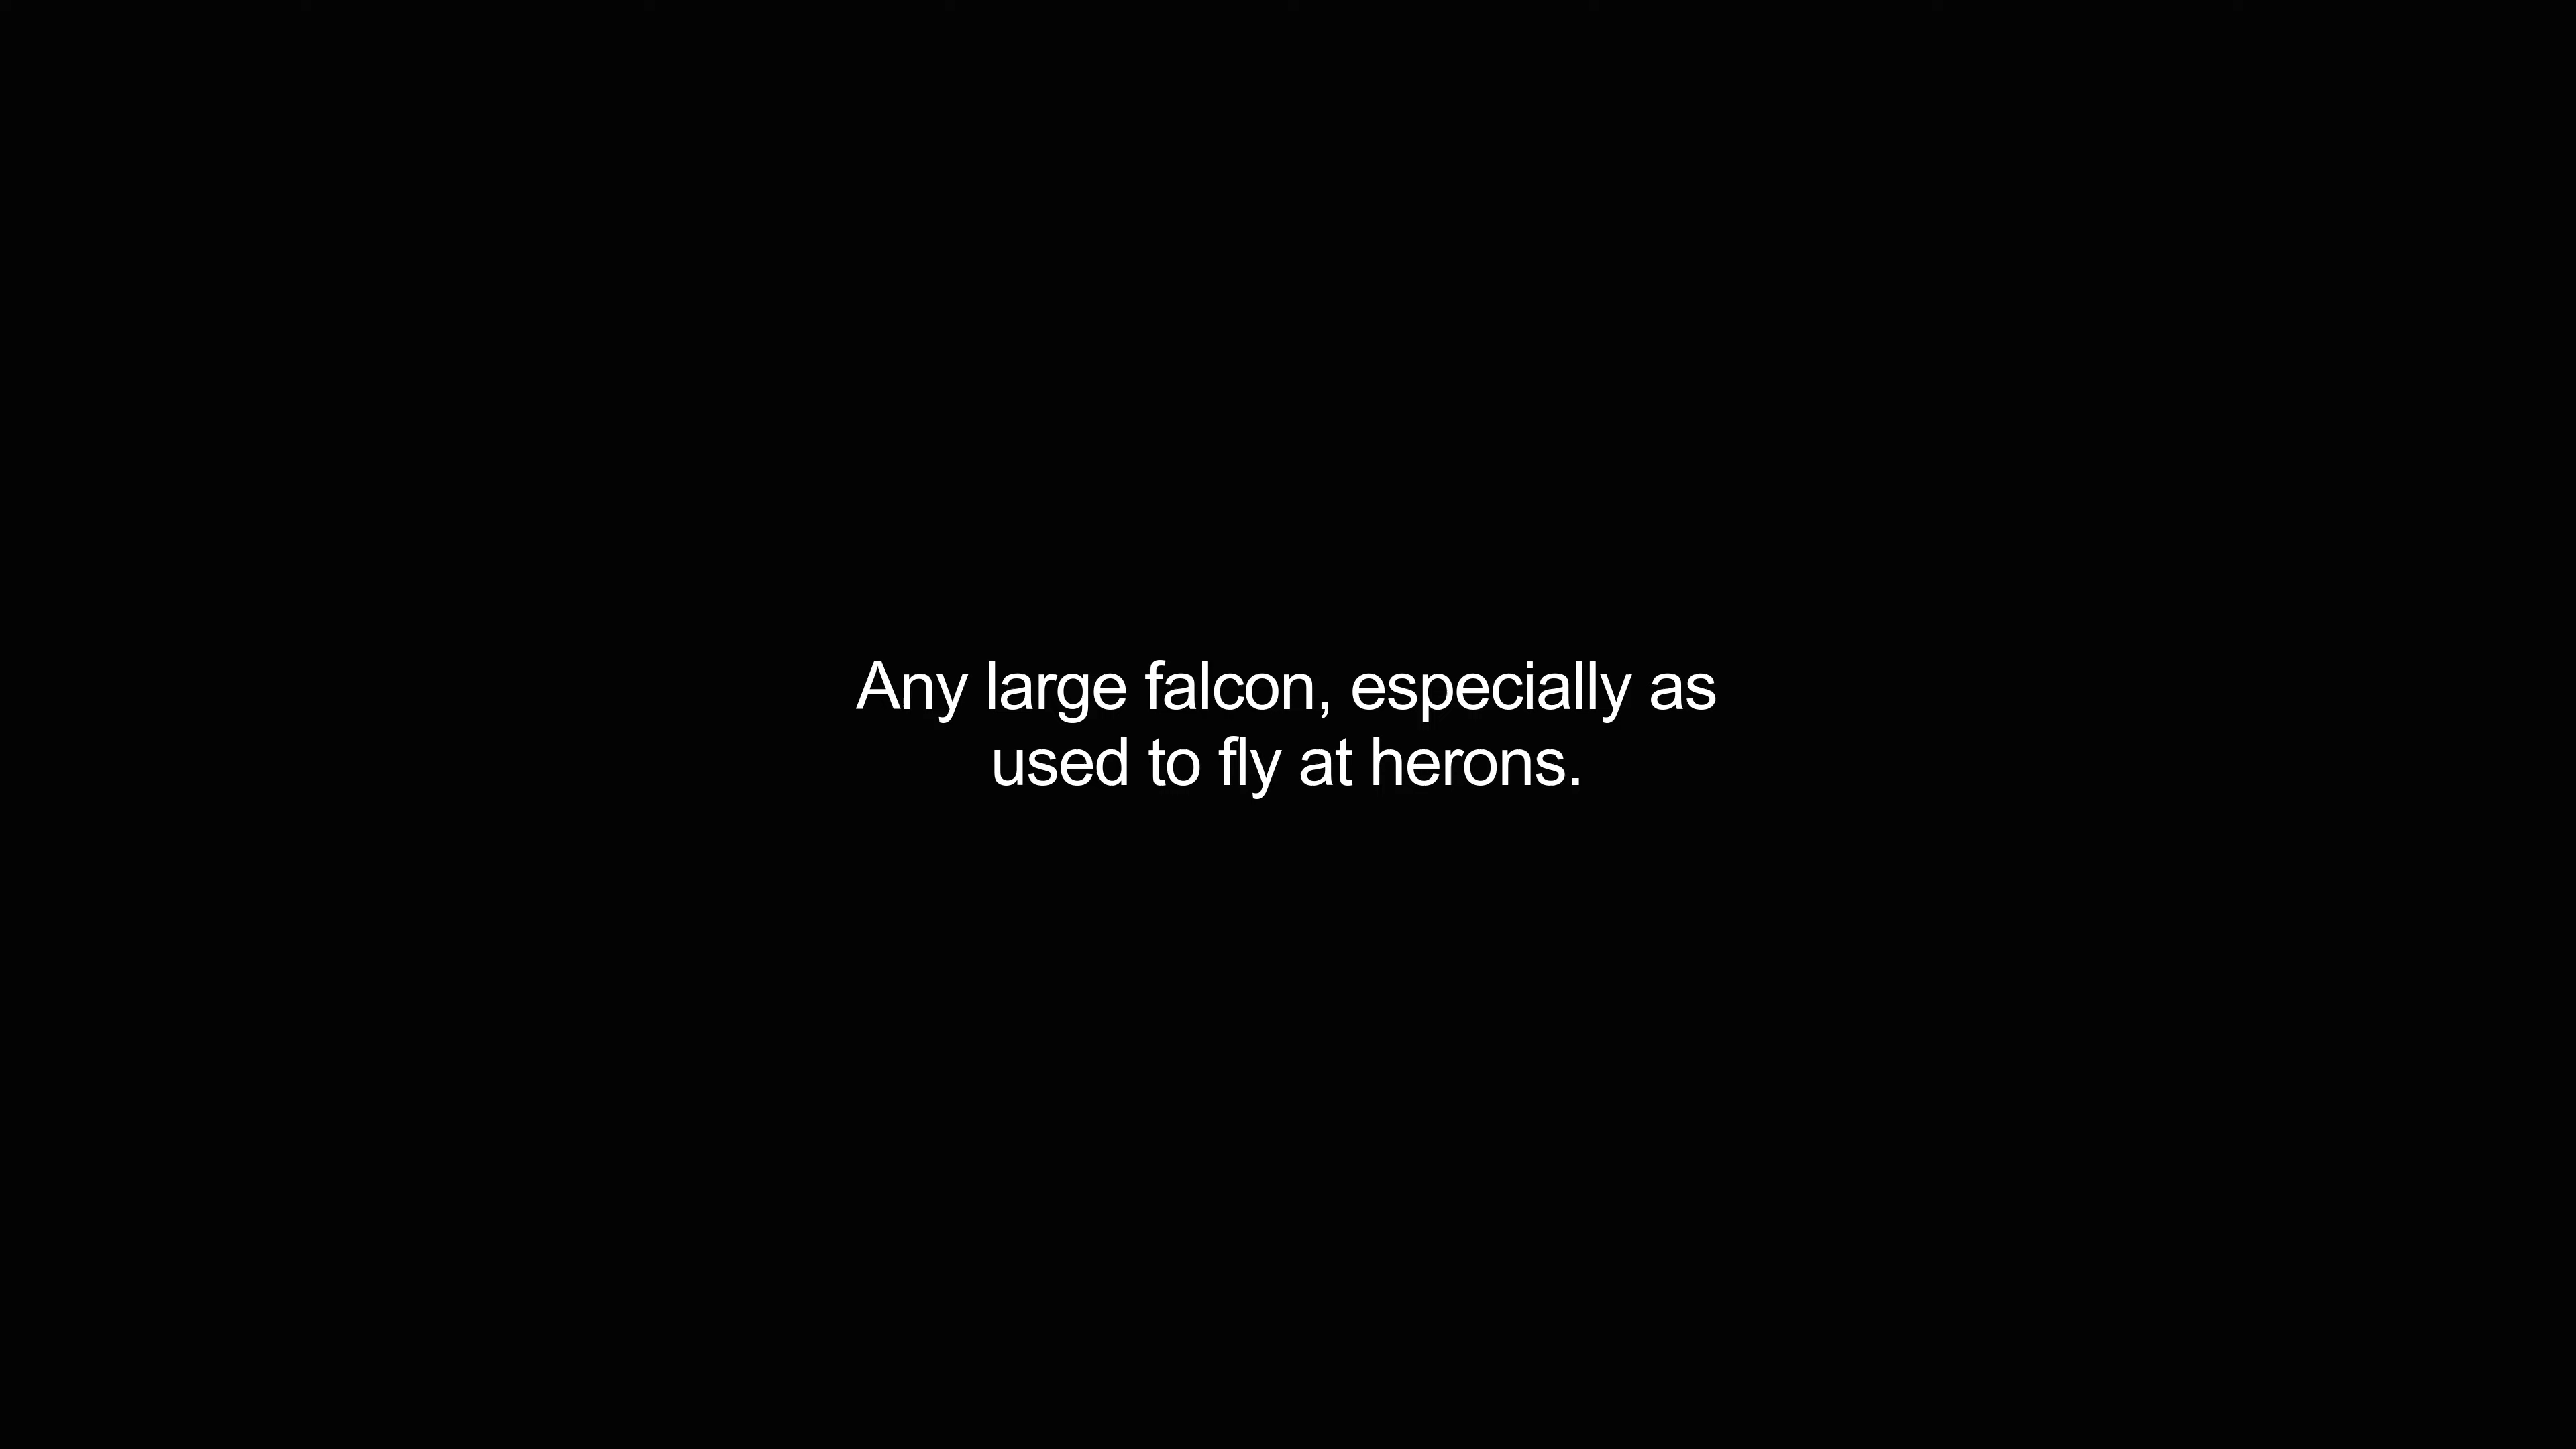 Any large falcon, especially as
used to fly at herons.